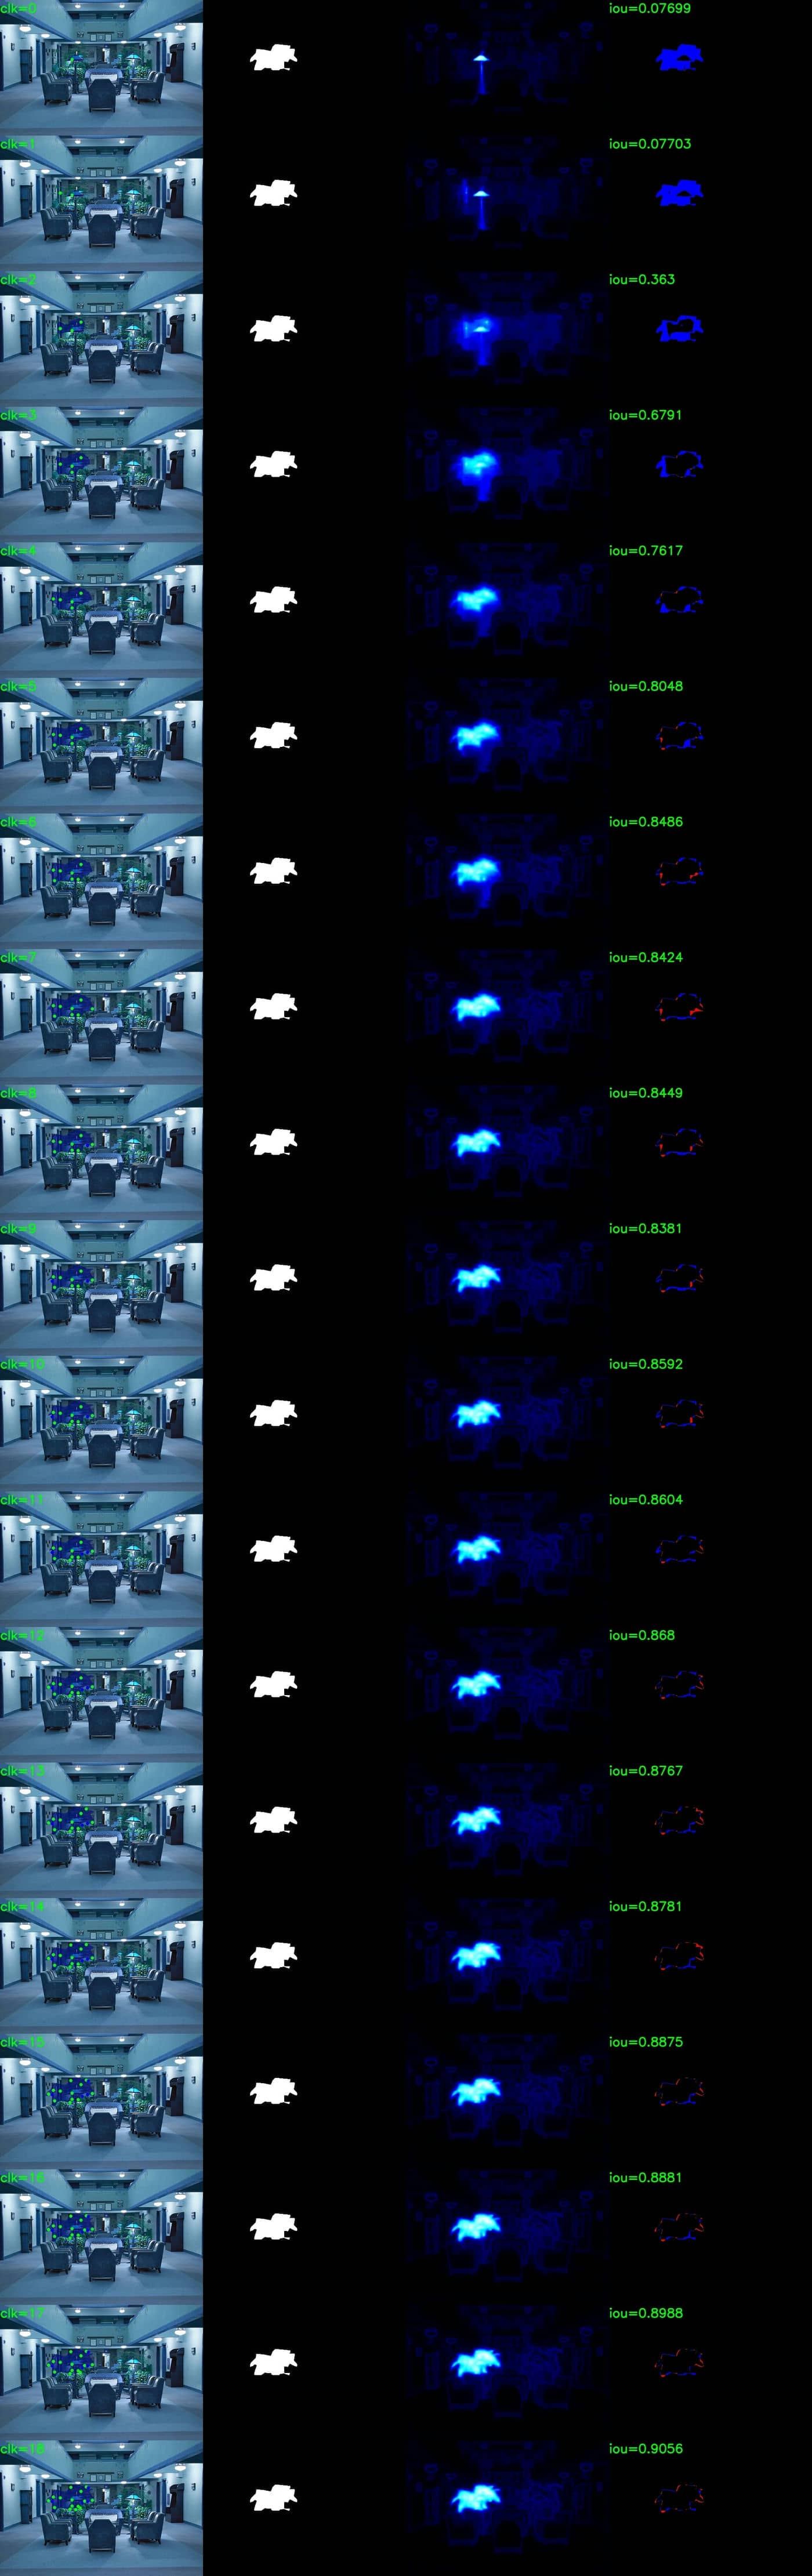 clk=0 iou=0.07699
clk=1 iou=0.07703
clk=2 iou=0.363
clk=3 iou=0.6791
clk=4 iou=0.7617
clk=5 iou=0.8048
clk=6 iou=0.8486
clk=7 iou=0.8424
clk=8 iou=0.8449
clk=9 iou=0.8381
clk=10 iou=0.8592
clk=11 iou=0.8604
clk=12 iou=0.868
clk=13 iou=0.8767
clk=14 iou=0.8781
clk=15 iou=0.8875
clk=16 iou=0.8881
clk=17 iou=0.8988
clk=18 iou=0.9056